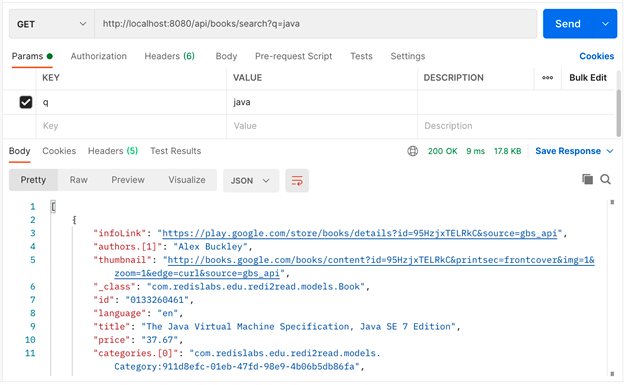 GET http://localhost:8080/api/books/search?q=java Send
Params Authorization Headers (6) Body Pre-request Script Tests Settings Cookies
KEY VALUE DESCRIPTION ooo Bulk Edit
q java
Key Value Description
Body Cookies Headers (5) Test Results 200 OK 9 ms 17.8 KB Save Response
Pretty Raw Preview Visualize JSON
1 [
2 {
3 "infoLink": "https://play.google.com/store/books/details?id=95HzjxTELRkC&source=gbs_api",
4 "authors.[1]": "Alex Buckley",
5 "thumbnail": "http://books.google.com/books/content?id=95HzjxTELRkC&printsec=frontcover&img=1&
zoom=1&edge=curl&source=gbs_api",
6 "_class": "com.redislabs.edu.redi2read.models.Book",
7 "id": "0133260461",
8 "language": "en",
9 "title": "The Java Virtual Machine Specification, Java SE 7 Edition",
10 "price": "37.67",
11 "categories.[0]": "com.redislabs.edu.redi2read.models.
Category:911d8efc-01eb-47fd-98e9-4b06b5db86fa",